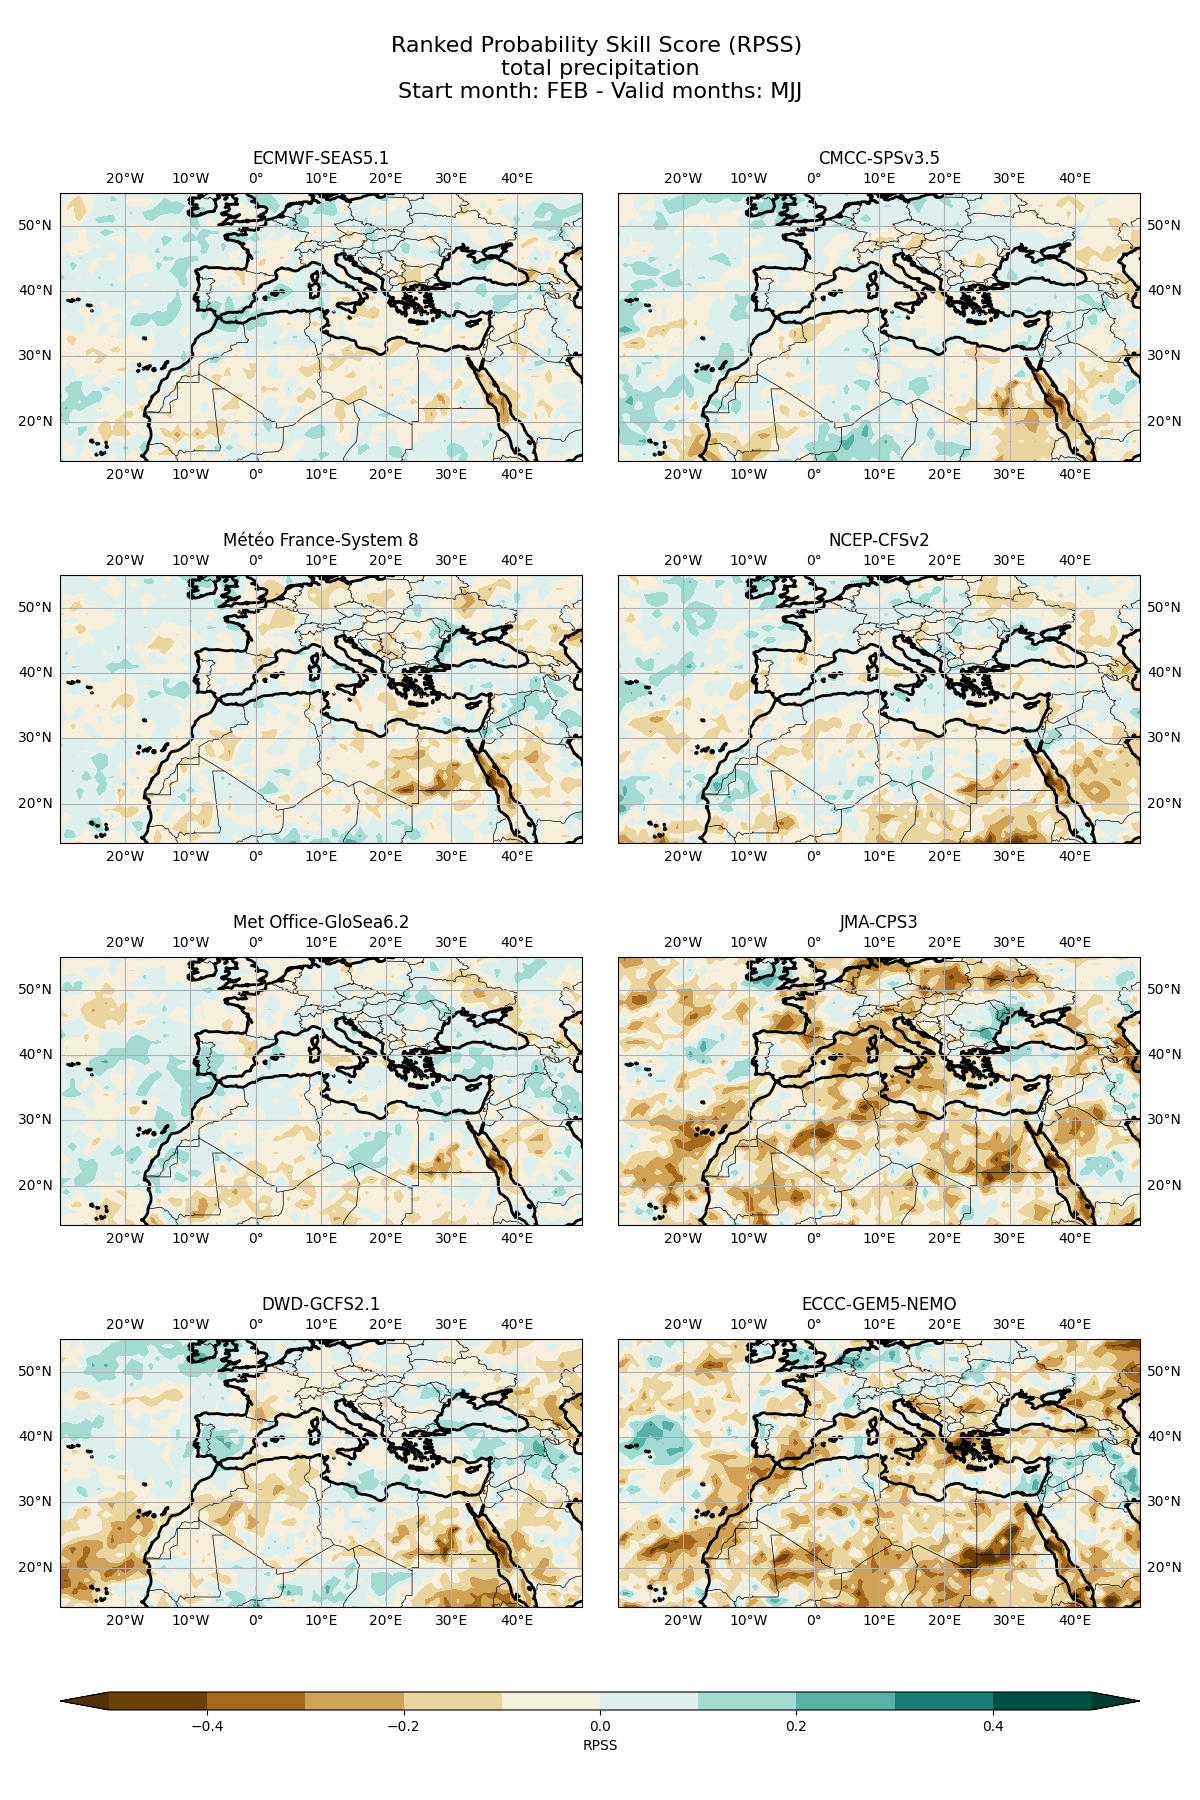 Ranked Probability Skill Score (RPSS)
total precipitation
Start month: FEB - Valid months: MJJ
ECMWF-SEAS5.1 CMCC-SPSv3.5
20°W 10°W 0° 10°E 20°E 30°E 40°E 20°W 10°W 0° 10°E 20°E 30°E 40°E
50°N 50°N
40°N 40°N
30°N 30°N
20°N 20°N
20°W 10°W 0° 10°E 20°E 30°E 40°E 20°W 10°W 0° 10°E 20°E 30°E 40°E
Météo France-System 8 NCEP-CFSv2
20°W 10°W 0° 10°E 20°E 30°E 40°E 20°W 10°W 0° 10°E 20°E 30°E 40°E
50°N 50°N
40°N 40°N
30°N 30°N
20°N 20°N
20°W 10°W 0° 10°E 20°E 30°E 40°E 20°W 10°W 0° 10°E 20°E 30°E 40°E
Met Office-GloSea6.2 JMA-CPS3
20°W 10°W 0° 10°E 20°E 30°E 40°E 20°W 10°W 0° 10°E 20°E 30°E 40°E
50°N 50°N
40°N 40°N
30°N 30°N
20°N 20°N
20°W 10°W 0° 10°E 20°E 30°E 40°E 20°W 10°W 0° 10°E 20°E 30°E 40°E
DWD-GCFS2.1 ECCC-GEM5-NEMO
20°W 10°W 0° 10°E 20°E 30°E 40°E 20°W 10°W 0° 10°E 20°E 30°E 40°E
50°N 50°N
40°N 40°N
30°N 30°N
20°N 20°N
20°W 10°W 0° 10°E 20°E 30°E 40°E 20°W 10°W 0° 10°E 20°E 30°E 40°E
−0.4 −0.2 0.0 0.2 0.4
RPSS